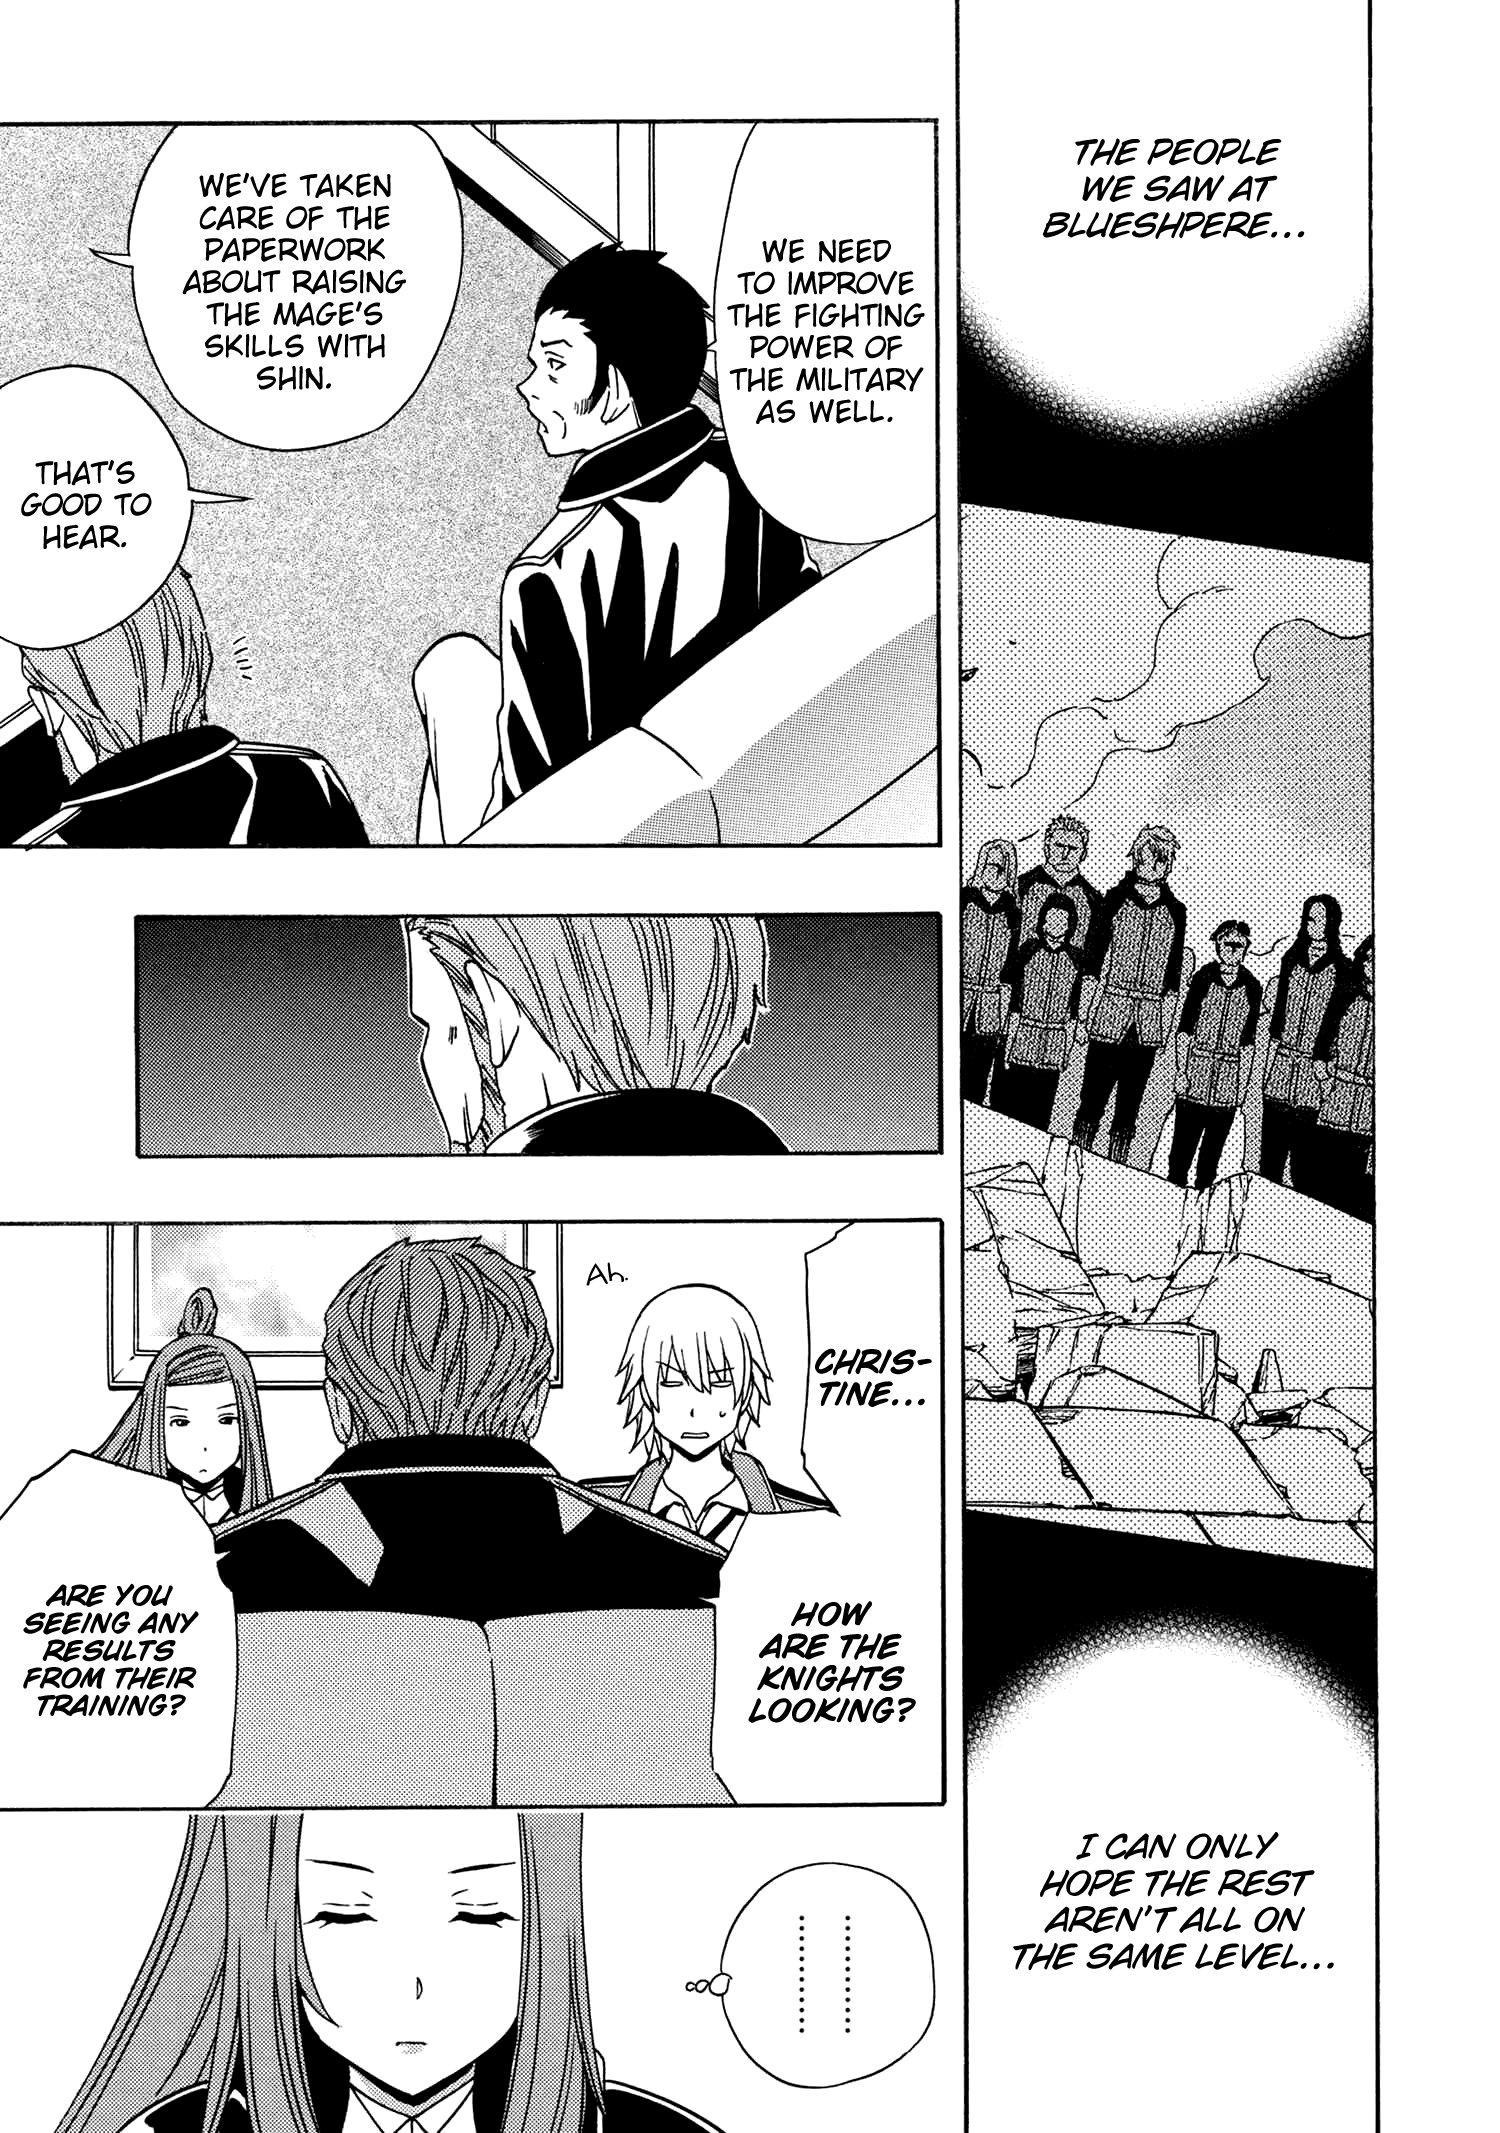 THE PEOPLE
WE SAW AT
BLUESHPERE...
I CAN ONLY
HOPE THE REST
AREN'T ALL ON
THE SAME LEVEL...
WE NEED
TO IMPROVE
THE FIGHTING
POWER OF
THE MILITARY
AS WELL.
WE'VE TAKEN
CARE OF THE
PAPERWORK
ABOUT RAISING
THE MAGE'S
SKILLS WITH
SHIN.
THAT'S
GOOD TO
HEAR.
CHRIS-
TINE...
Ah.
HOW
ARE THE
KNIGHTS
LOOKING?
ARE YOU
SEEING ANY
RESULTS
FROM THEIR
TRAINING?